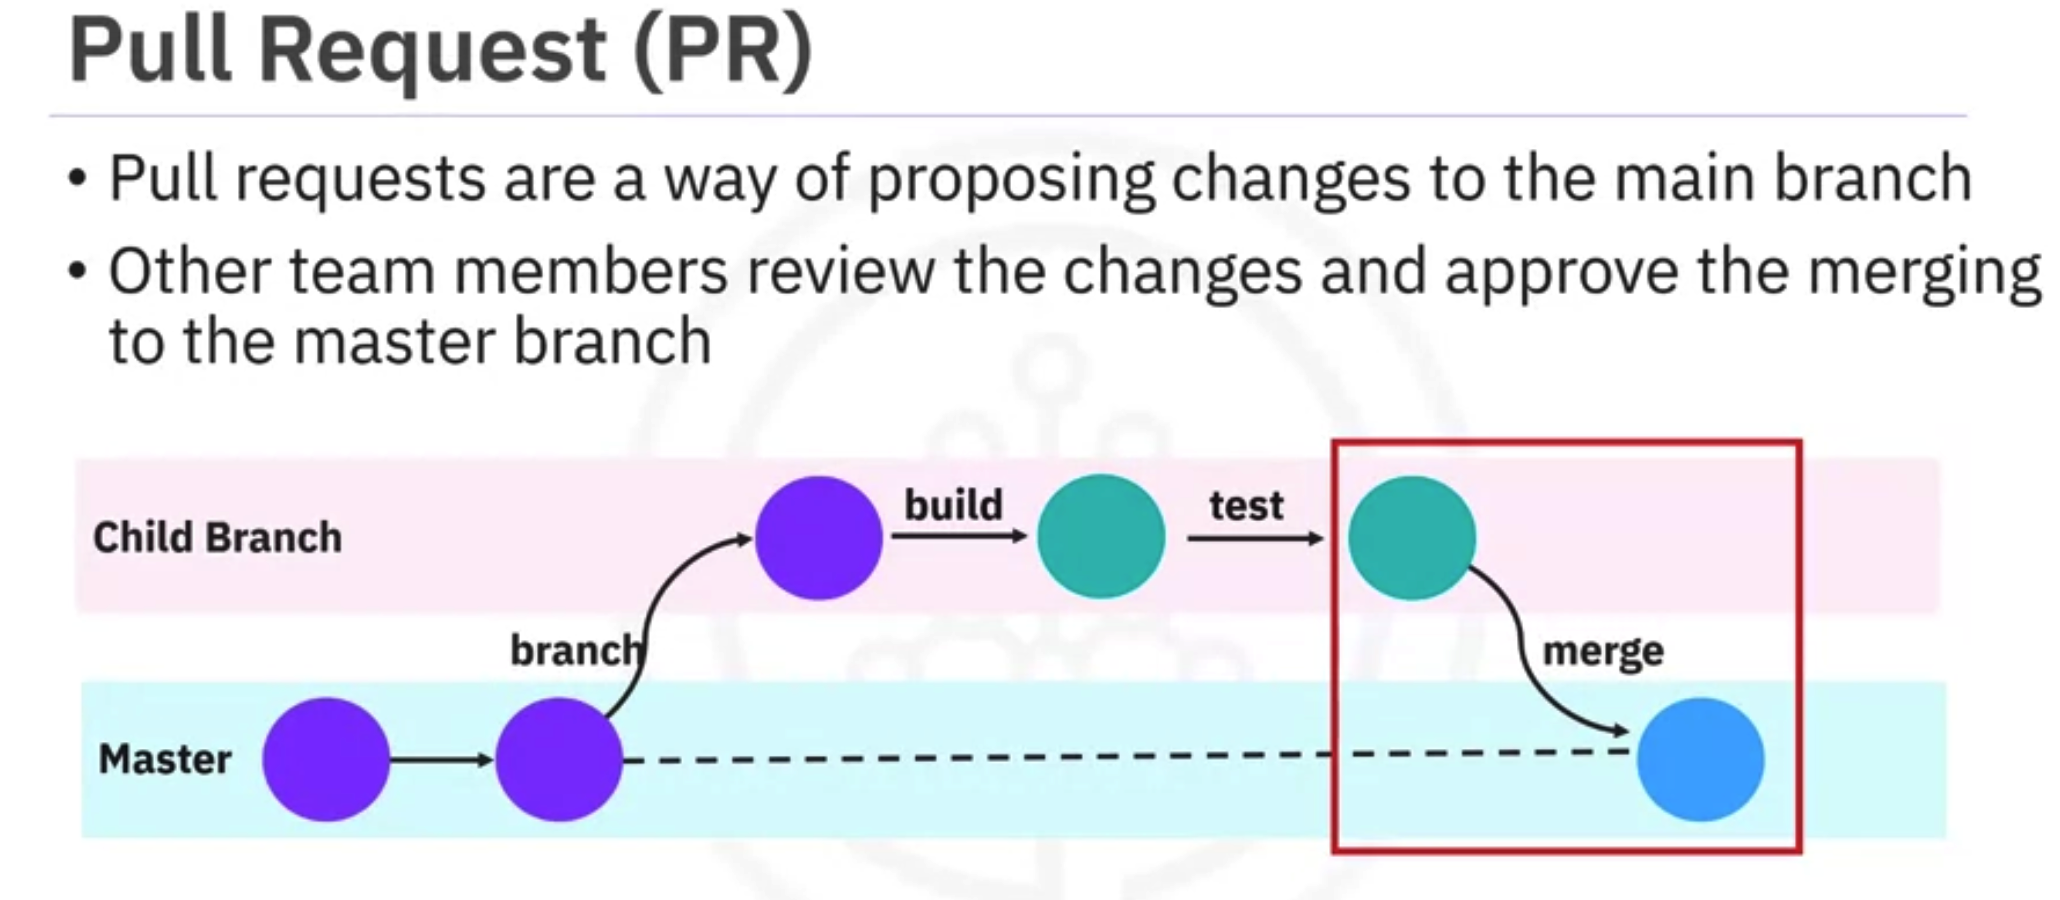 Pull Request (PR)
• Pull requests are a way of proposing changes to the main branch
• Other team members review the changes and approve the merging
to the master branch
Child Branch
build
test
branch
merge
Master